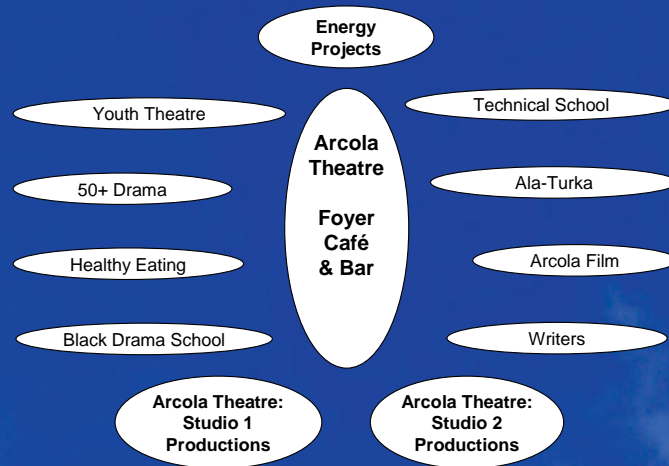 Energy
Projects
Youth Theatre
Technical School
Arcola
Theatre
Foyer
Café
& Bar
50+ Drama
Ala-Turka
Healthy Eating
Arcola Film
Black Drama School
Writers
Arcola Theatre:
Studio 1
Productions
Arcola Theatre:
Studio 2
Productions